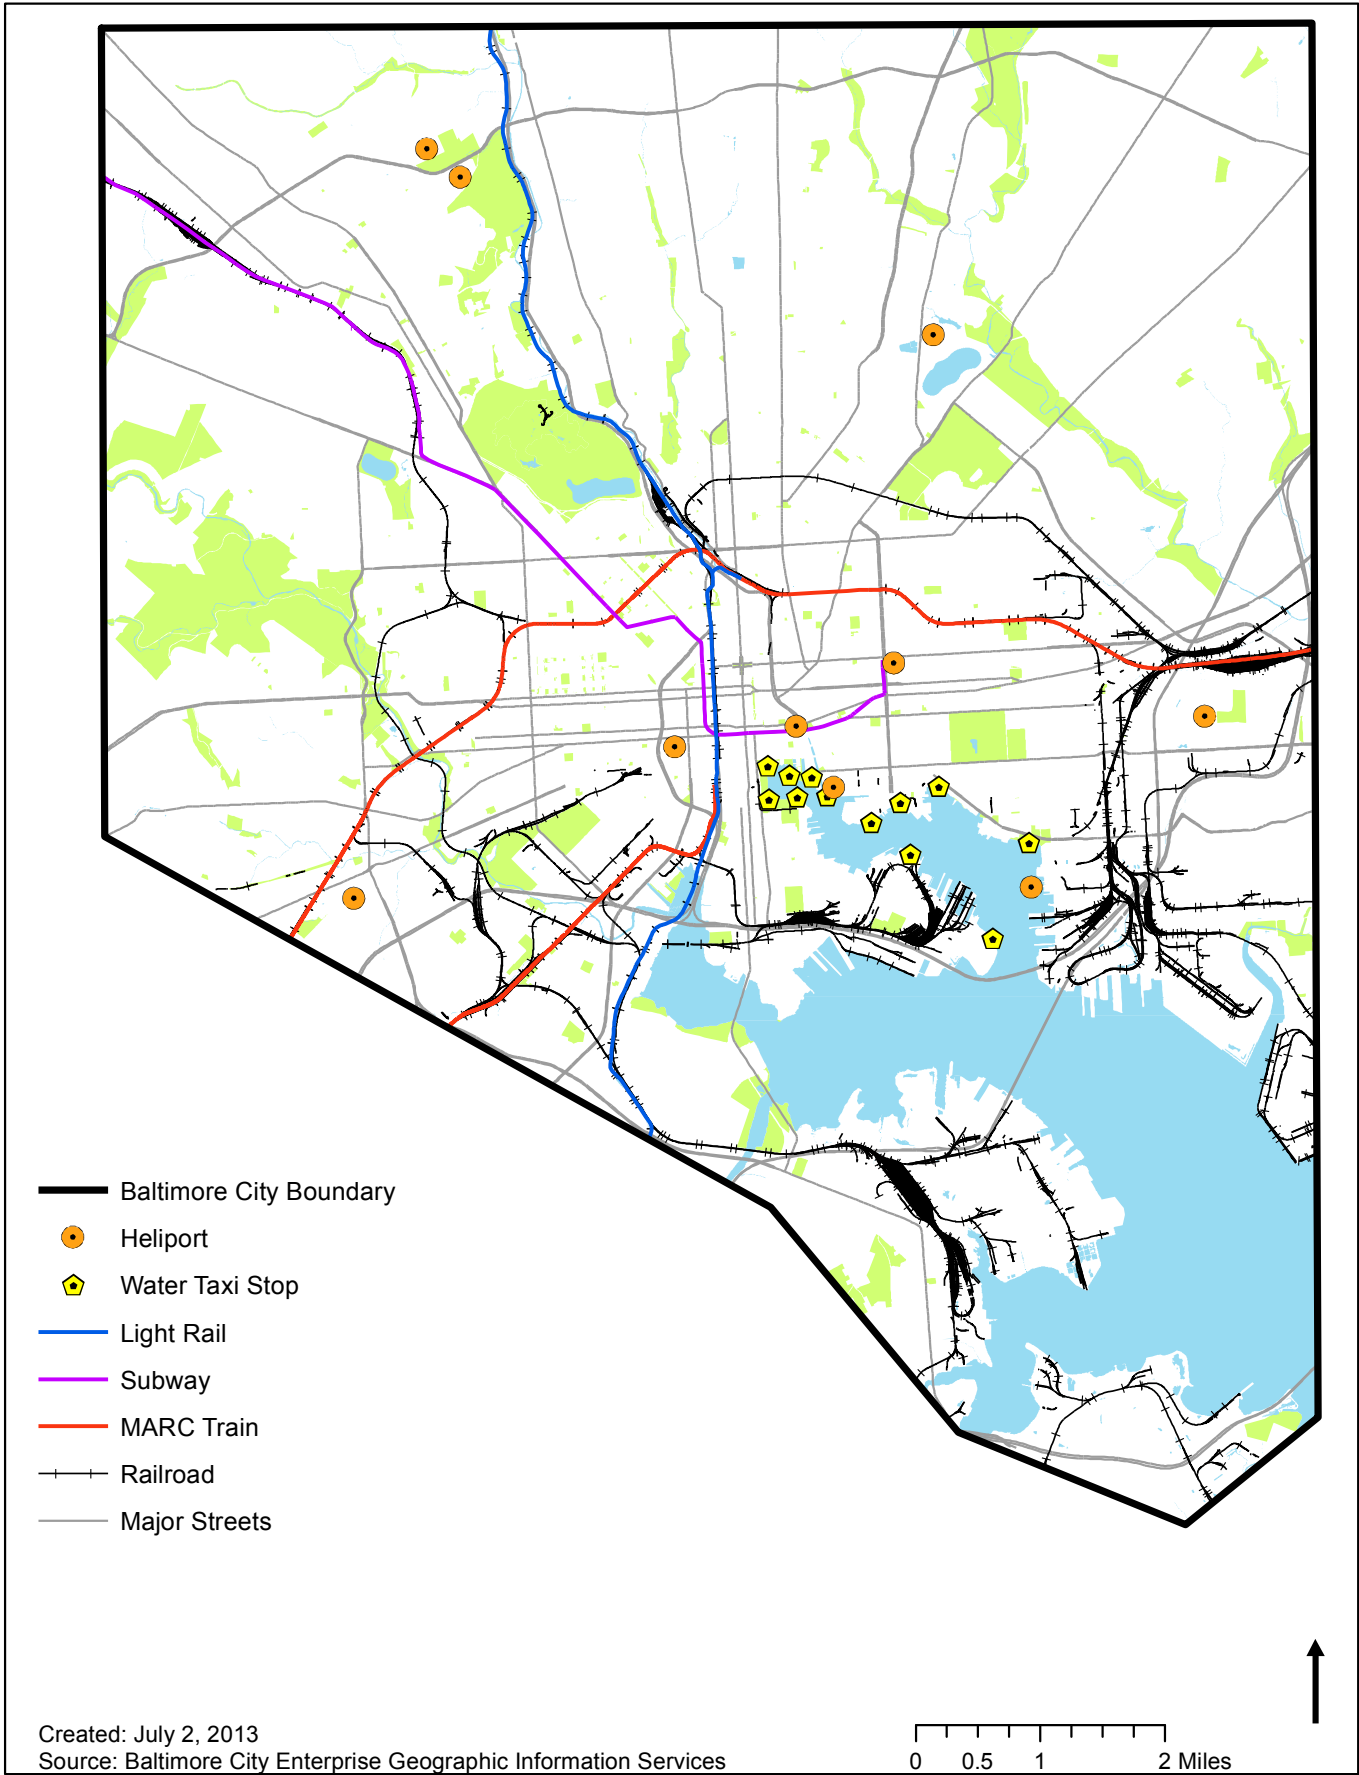 Baltimore City Boundary
Heliport
Water Taxi Stop
Light Rail
Subway
MARC Train
Railroad
Major Streets
Created: July 2, 2013
Source: Baltimore City Enterprise Geographic Information Services
0 0.5 1 2 Miles